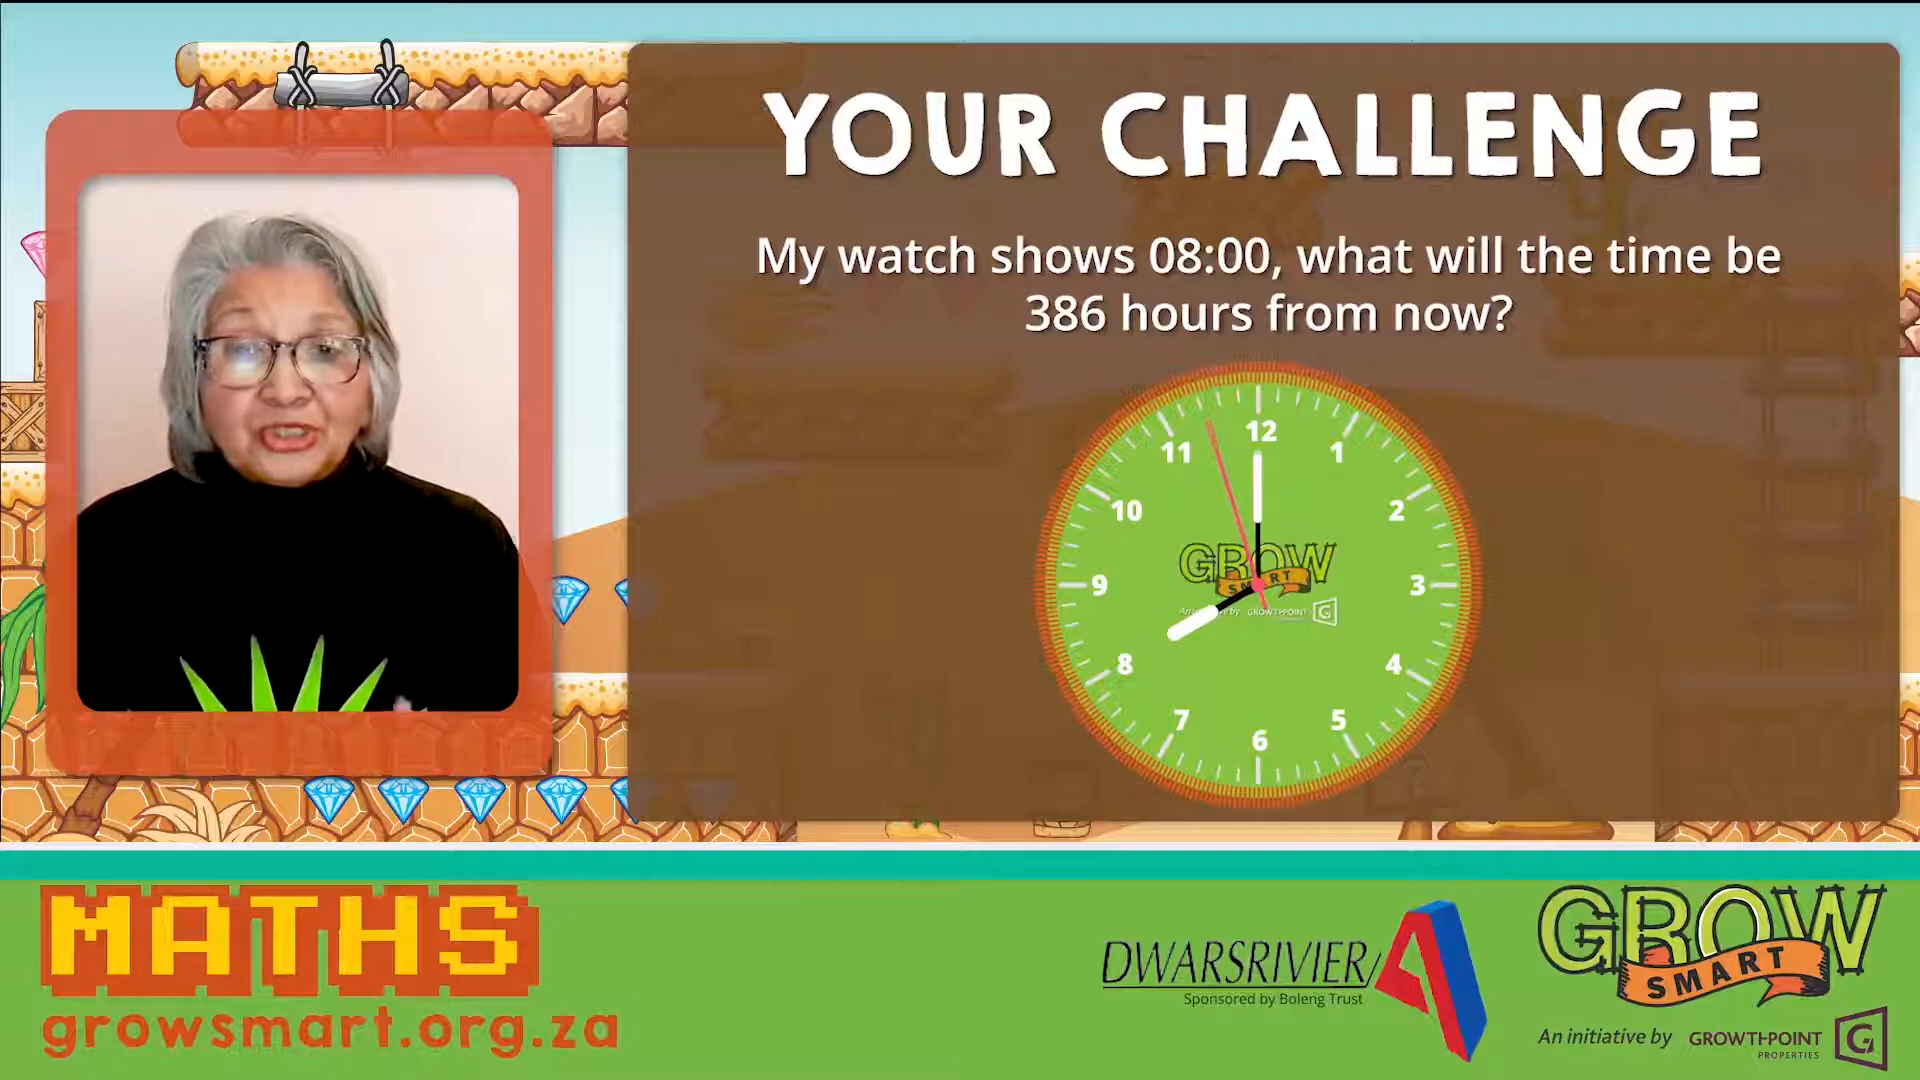 YOUR CHALLENGE
My watch shows 08:00, what will the time be
386 hours from now?
12
1
2
3
4
5
6
7
8
9
10
11
GROW
GROWTHPOINT
MATHS
growsmart.org.za
DWARSRIVIER
Sponsored by Boleng Trust
GROW
SMART
An initiative by GROWTHPOINT
PROPERTIES